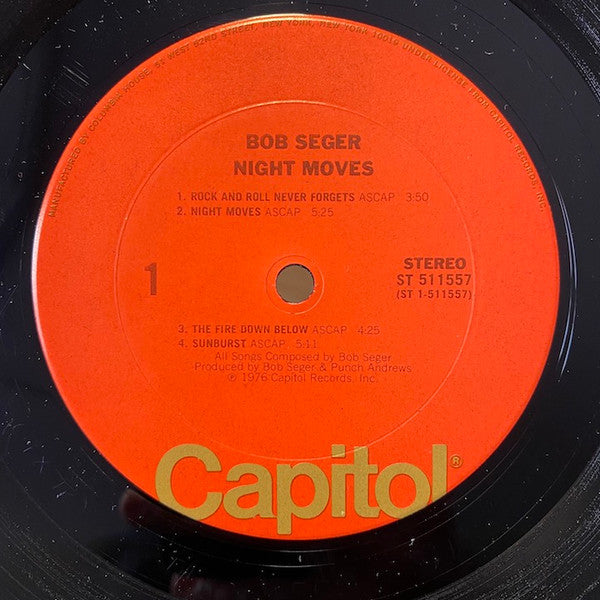 MANUFACTURED BY COLUMBIA HOUSE, 51 WEST 52ND STREET, NEW YORK, NEW YORK 10019 UNDER LICENSE FROM CAPITOL RECORDS, INC.
BOB SEGER
NIGHT MOVES
1. ROCK AND ROLL NEVER FORGETS ASCAP 3:50
2. NIGHT MOVES ASCAP 5:25
1
STEREO
ST 511557
(ST 1-511557)
3. THE FIRE DOWN BELOW ASCAP 4:25
4. SUNBURST ASCAP 5:11
All Songs Composed by Bob Seger
Produced by Bob Seger & Punch Andrews
℗ 1976 Capitol Records, Inc.
Capitol®